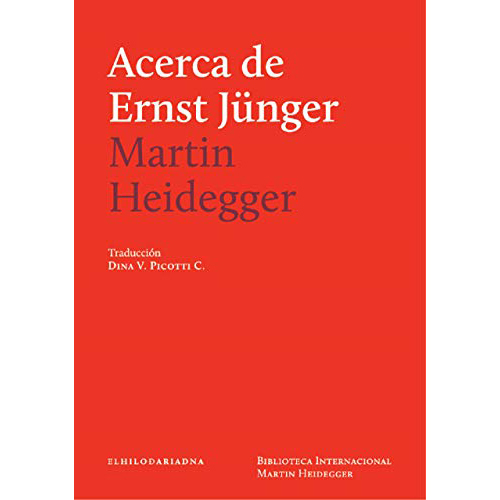 Acerca de
Ernst Jünger
Martin
Heidegger
Traducción
Dina V. Picotti C.
ELHILODARIADNA
Biblioteca Internacional
Martin Heidegger